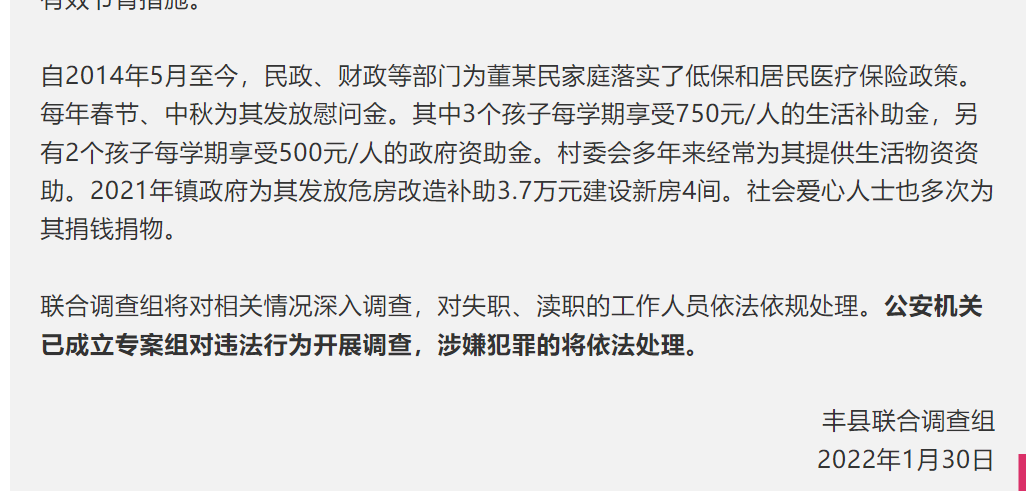 有效节育措施。
自2014年5月至今，民政、财政等部门为董某民家庭落实了低保和居民医疗保险政策。
每年春节、中秋为其发放慰问金。其中3个孩子每学期享受750元/人的生活补助金，另
有2个孩子每学期享受500元/人的政府资助金。村委会多年来经常为其提供生活物资资
助。2021年镇政府为其发放危房改造补助3.7万元建设新房4间。社会爱心人士也多次为
其捐钱捐物。
联合调查组将对相关情况深入调查，对失职、渎职的工作人员依法依规处理。公安机关
已成立专案组对违法行为开展调查，涉嫌犯罪的将依法处理。
丰县联合调查组
2022年1月30日